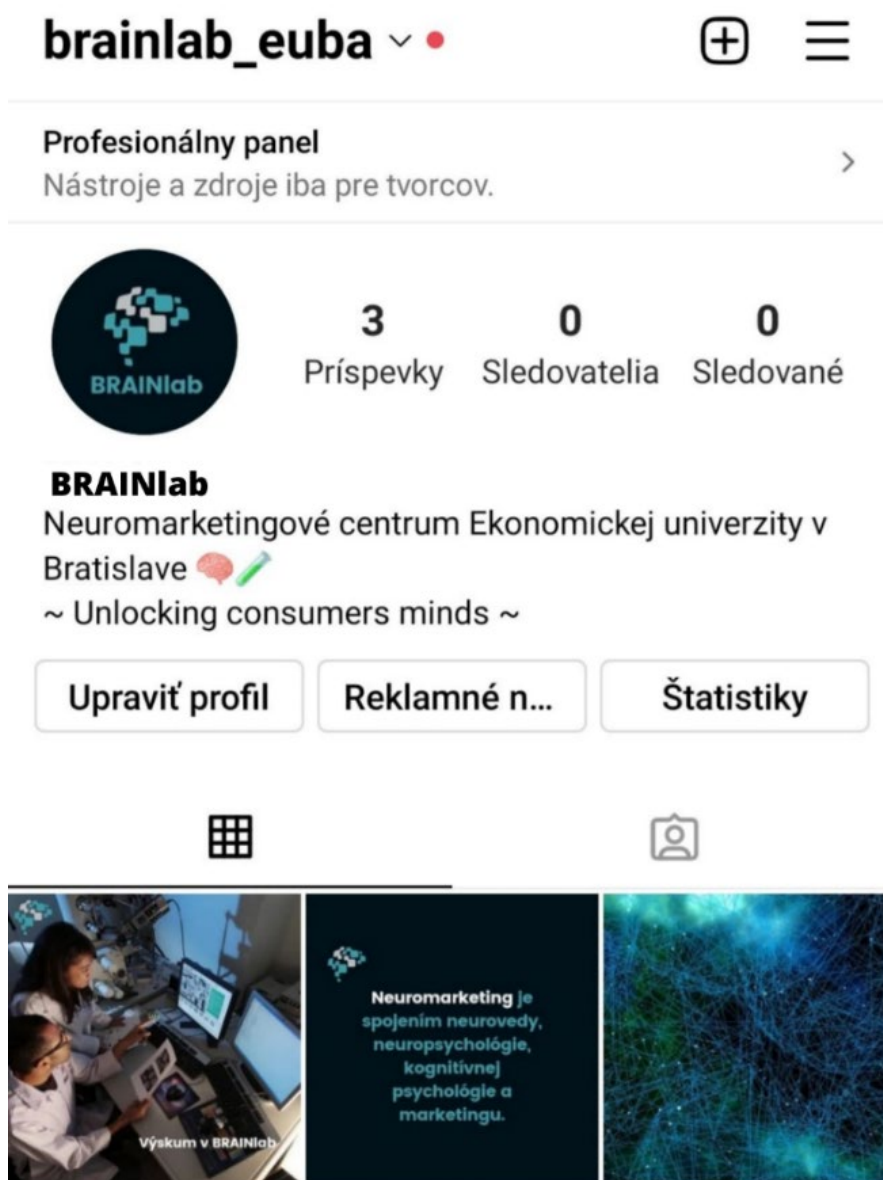 brainlab_euba
Profesionálny panel
Nástroje a zdroje iba pre tvorcov.
BRAINlab
3
Príspevky
0
Sledovatelia
0
Sledované
BRAINlab
Neuromarketingové centrum Ekonomickej univerzity v
Bratislave 🧠🧪
~ Unlocking consumers minds ~
Upraviť profil
Reklamné n...
Štatistiky
Výskum v BRAINlab
Neuromarketing je
spojením neurovedy,
neuropsychológie,
kognitívnej
psychológie a
marketingu.